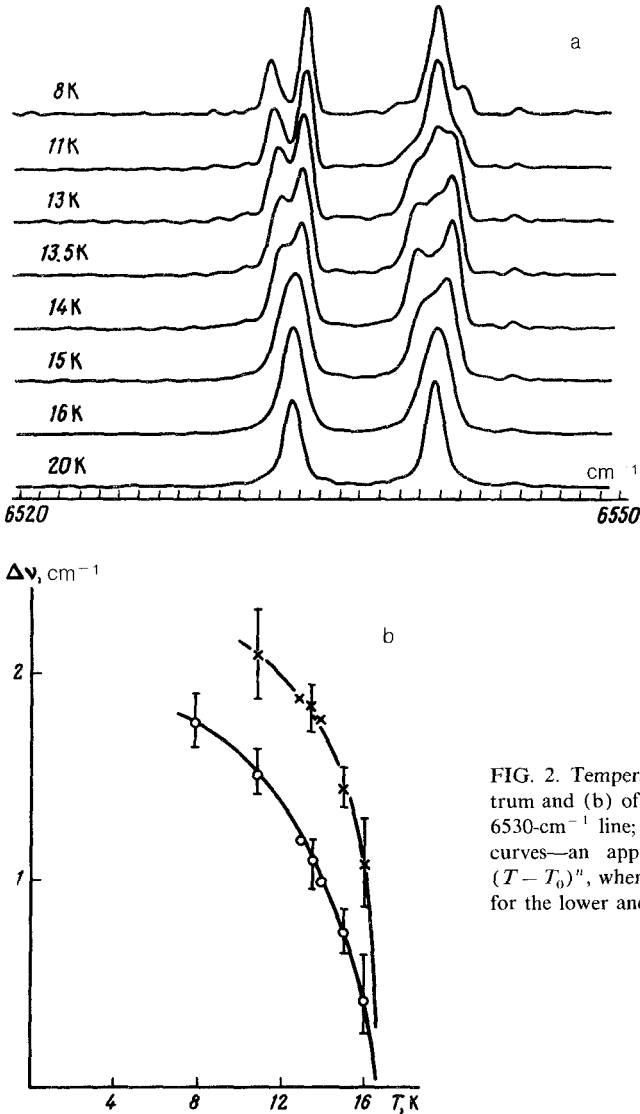 a
8K
11K
13K
13.5K
14K
15K
16K
20K
cm⁻¹
6520
6550
Δν, cm⁻¹
b
2
1
4
8
12
16
T, K
FIG. 2. Temper
trum and (b) of
6530-cm⁻¹ line;
curves—an app
(T − T₀)ⁿ, whe
for the lower and